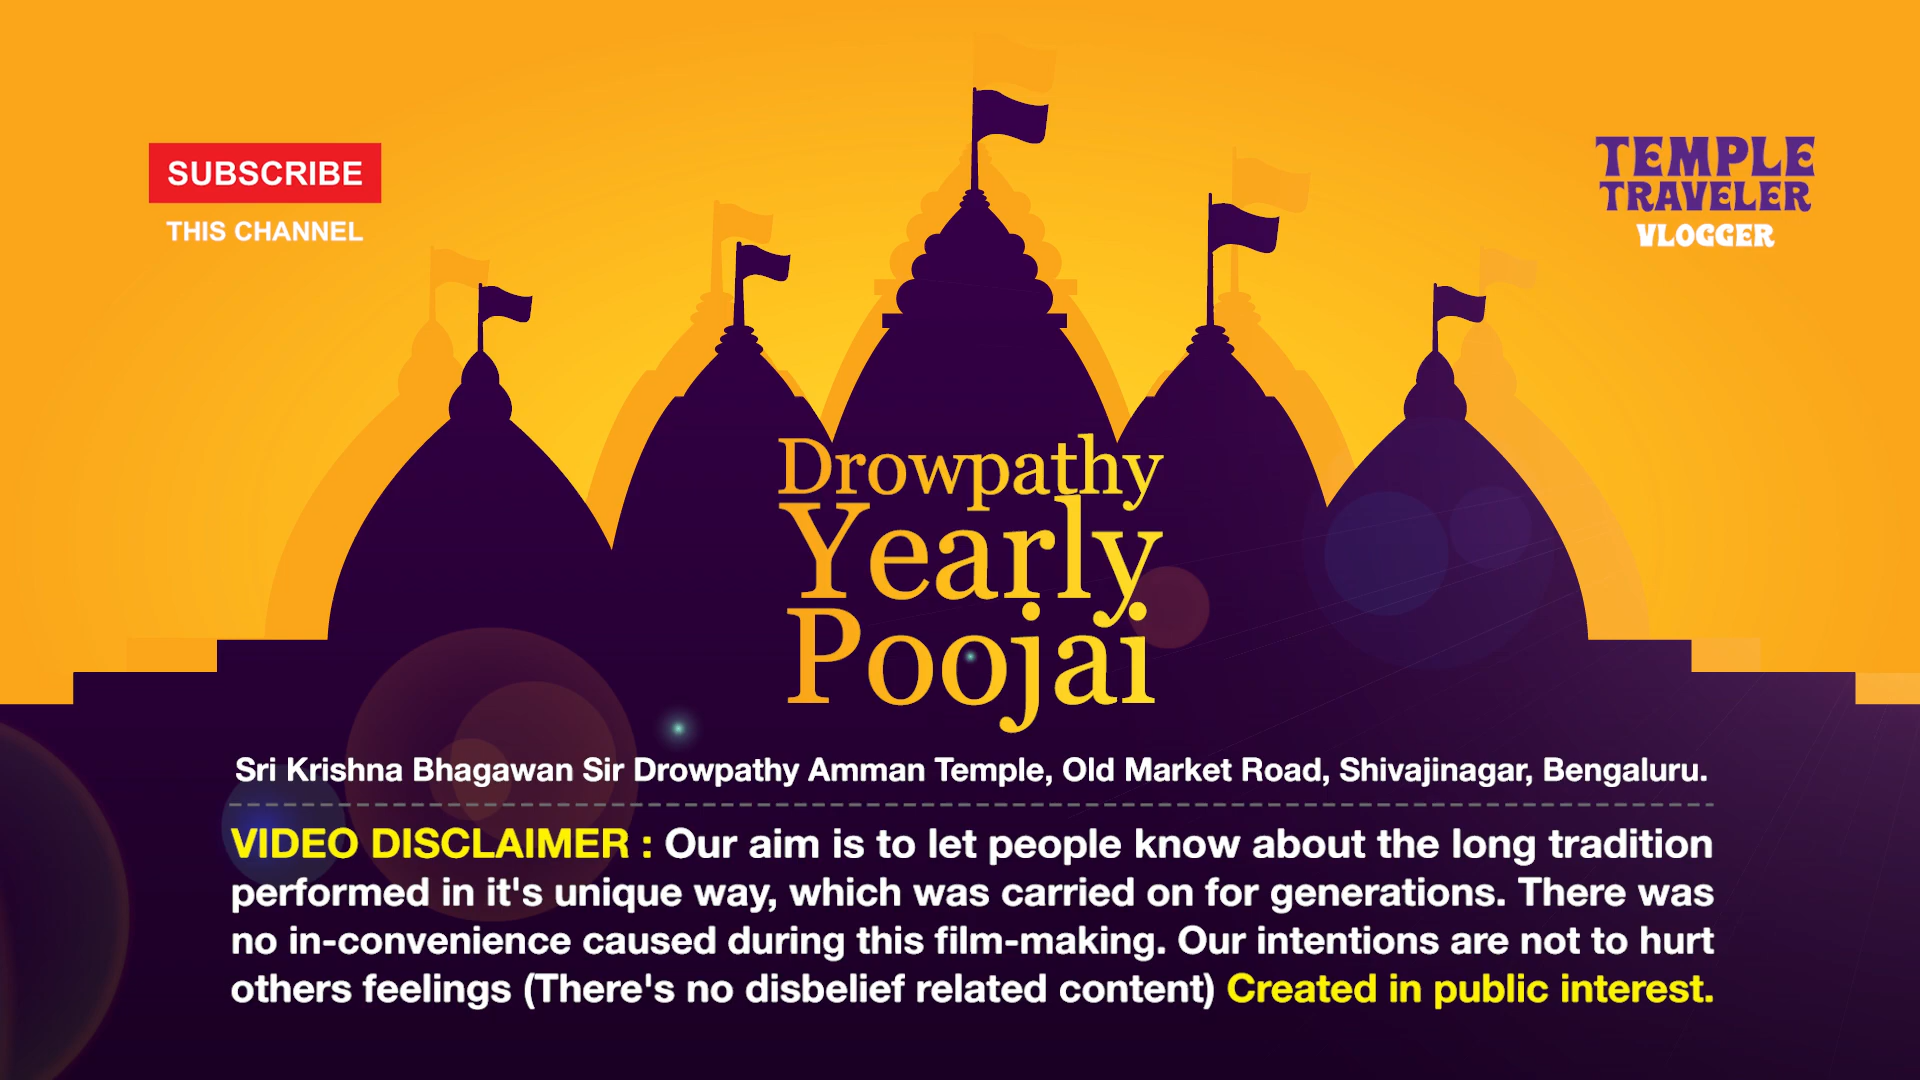 SUBSCRIBE
THIS CHANNEL
TEMPLE
TRAVELER
VLOGGER
Drowpathy
Yearly
Poojai
Sri Krishna Bhagawan Sir Drowpathy Amman Temple, Old Market Road, Shivajinagar, Bengaluru.
VIDEO DISCLAIMER : Our aim is to let people know about the long tradition
performed in it's unique way, which was carried on for generations. There was
no in-convenience caused during this film-making. Our intentions are not to hurt
others feelings (There's no disbelief related content) Created in public interest.